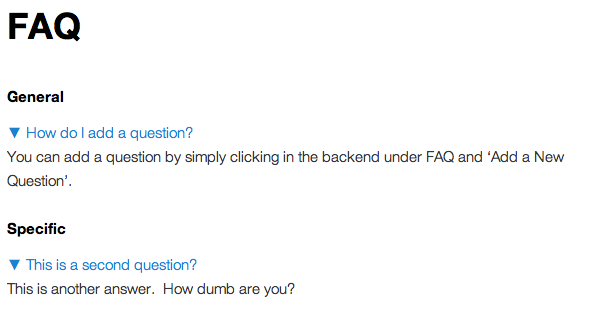 FAQ
General
▼ How do I add a question?
You can add a question by simply clicking in the backend under FAQ and ‘Add a New
Question’.
Specific
▼ This is a second question?
This is another answer.  How dumb are you?